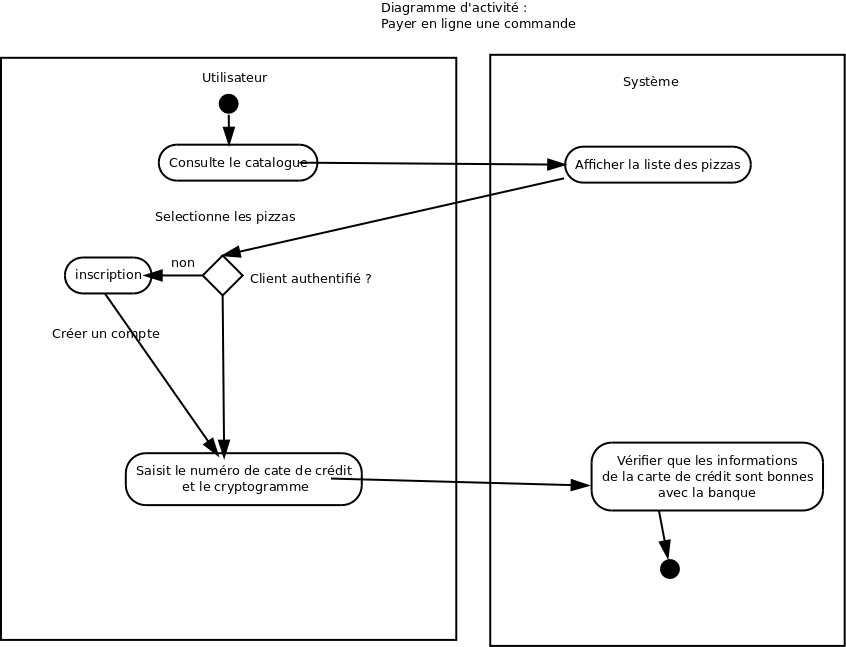 Diagramme d'activité :
Payer en ligne une commande
Utilisateur
Système
Consulte le catalogue
Afficher la liste des pizzas
Selectionne les pizzas
non
inscription
Client authentifié ?
Créer un compte
Saisit le numéro de cate de crédit
et le cryptogramme
Vérifier que les informations
de la carte de crédit sont bonnes
avec la banque